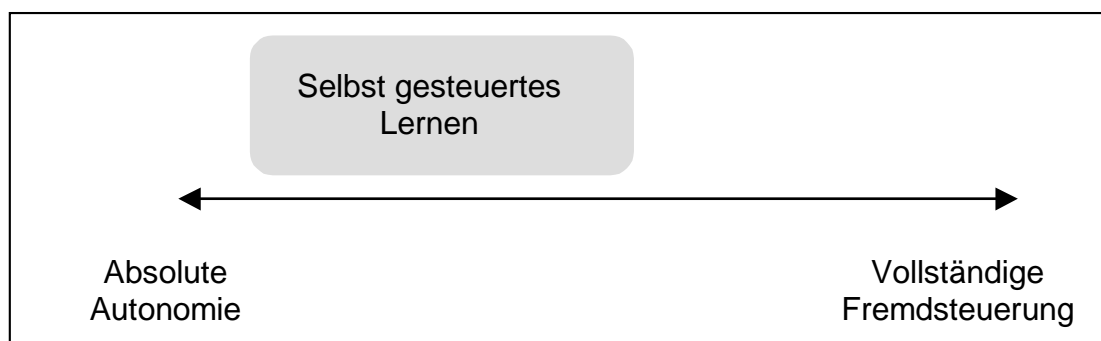 Selbst gesteuertes
Lernen
Absolute
Autonomie
Vollständige
Fremdsteuerung